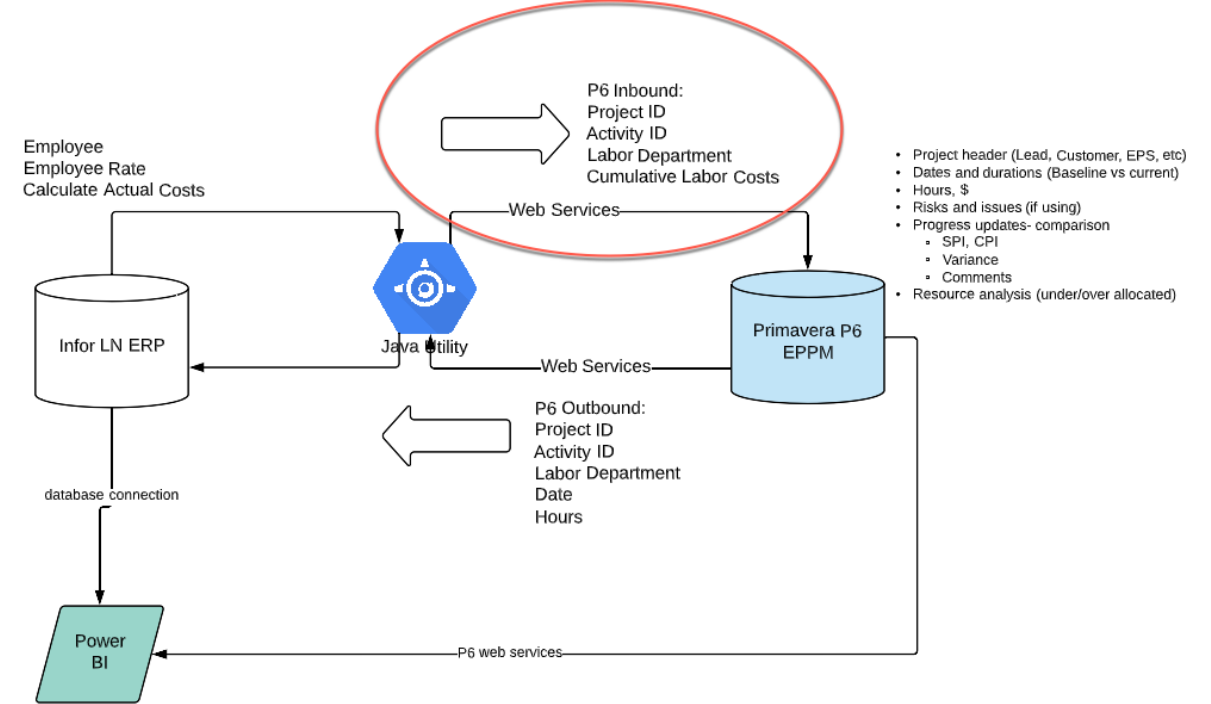 P6 Inbound:
Project ID
Activity ID
Labor Department
Cumulative Labor Costs
Employee
Employee Rate
Calculate Actual Costs
• Project header (Lead, Customer, EPS, etc)
• Dates and durations (Baseline vs current)
• Hours, $
• Risks and issues (if using)
• Progress updates- comparison
▫ SPI, CPI
▫ Variance
▫ Comments
• Resource analysis (under/over allocated)
Web Services
Infor LN ERP
Java Utility
Primavera P6
EPPM
Web Services
P6 Outbound:
Project ID
Activity ID
Labor Department
Date
Hours
database connection
Power
BI
P6 web services